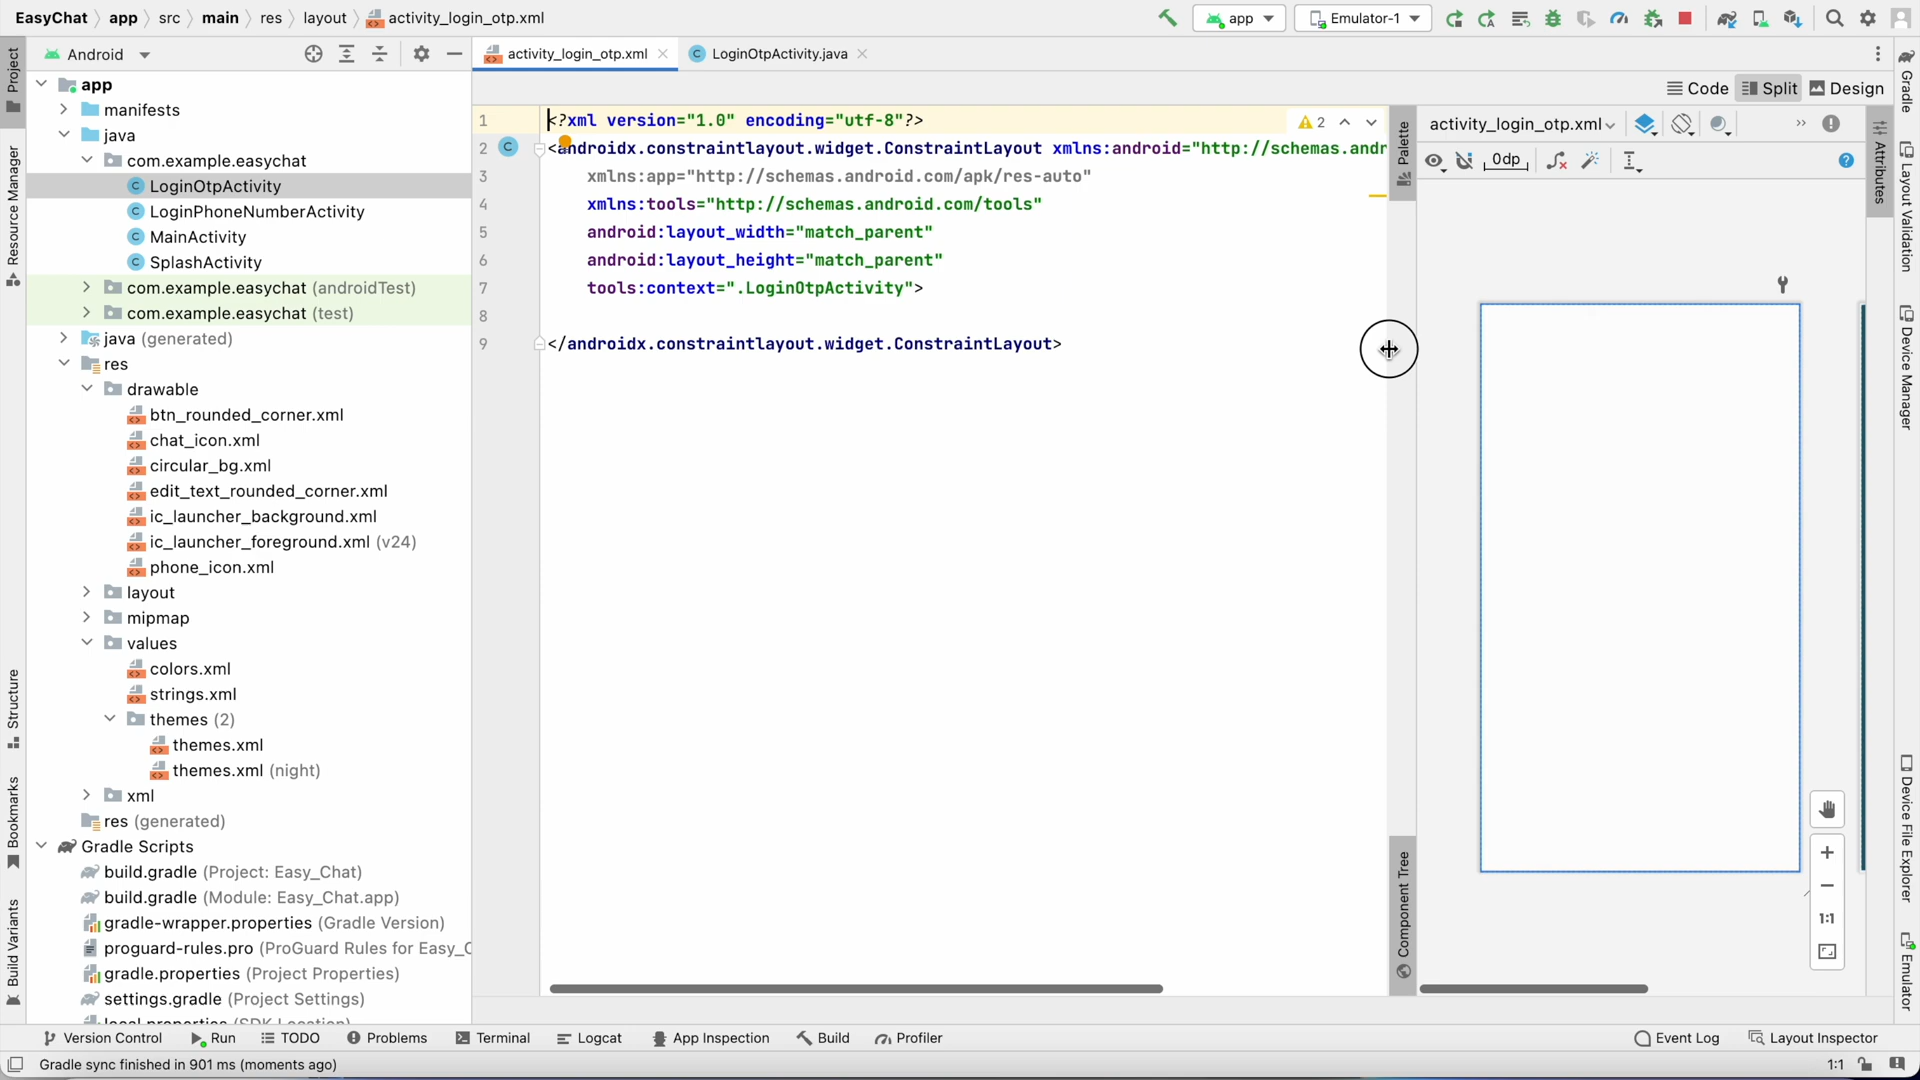 EasyChat app src main res layout activity_login_otp.xml
app Emulator-1
Project
Resource Manager
Structure
Bookmarks
Build Variants
Android
app
manifests
java
com.example.easychat
LoginOtpActivity
LoginPhoneNumberActivity
MainActivity
SplashActivity
com.example.easychat (androidTest)
com.example.easychat (test)
java (generated)
res
drawable
btn_rounded_corner.xml
chat_icon.xml
circular_bg.xml
edit_text_rounded_corner.xml
ic_launcher_background.xml
ic_launcher_foreground.xml (v24)
phone_icon.xml
layout
mipmap
values
colors.xml
strings.xml
themes (2)
themes.xml
themes.xml (night)
xml
res (generated)
Gradle Scripts
build.gradle (Project: Easy_Chat)
build.gradle (Module: Easy_Chat.app)
gradle-wrapper.properties (Gradle Version)
proguard-rules.pro (ProGuard Rules for Easy_C
gradle.properties (Project Properties)
settings.gradle (Project Settings)
activity_login_otp.xml LoginOtpActivity.java
Code Split Design
1 <?xml version="1.0" encoding="utf-8"?>
2 <androidx.constraintlayout.widget.ConstraintLayout xmlns:android="http://schemas.andr
3 xmlns:app="http://schemas.android.com/apk/res-auto"
4 xmlns:tools="http://schemas.android.com/tools"
5 android:layout_width="match_parent"
6 android:layout_height="match_parent"
7 tools:context=".LoginOtpActivity">
8
9 </androidx.constraintlayout.widget.ConstraintLayout>
2
Palette
Component Tree
activity_login_otp.xml
0dp
1:1
Attributes
Gradle
Layout Validation
Device Manager
Device File Explorer
Emulator
Version Control Run TODO Problems Terminal Logcat App Inspection Build Profiler Event Log Layout Inspector
Gradle sync finished in 901 ms (moments ago) 1:1